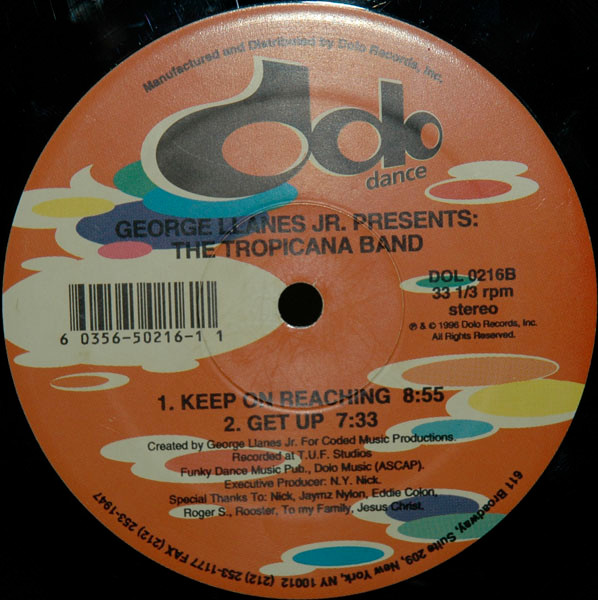 Manufactured and Distributed by Dolo Records, Inc.
dolo
dance
GEORGE LLANES JR. PRESENTS:
THE TROPICANA BAND
DOL 0216B
33 1/3 rpm
stereo
℗ & © 1996 Dolo Records, Inc.
All Rights Reserved.
6 0356-50216-1 1
1. KEEP ON REACHING 8:55
2. GET UP 7:33
Created by George Llanes Jr. For Coded Music Productions.
Recorded at T.U.F. Studios
Funky Dance Music Pub., Dolo Music (ASCAP).
Executive Producer: N.Y. Nick.
Special Thanks To: Nick, Jaymz Nylon, Eddie Colon,
Roger S., Rooster, To my Family, Jesus Christ.
611 Broadway, Suite 209, New York, NY 10012 (212) 253-1177 FAX (212) 253-1947